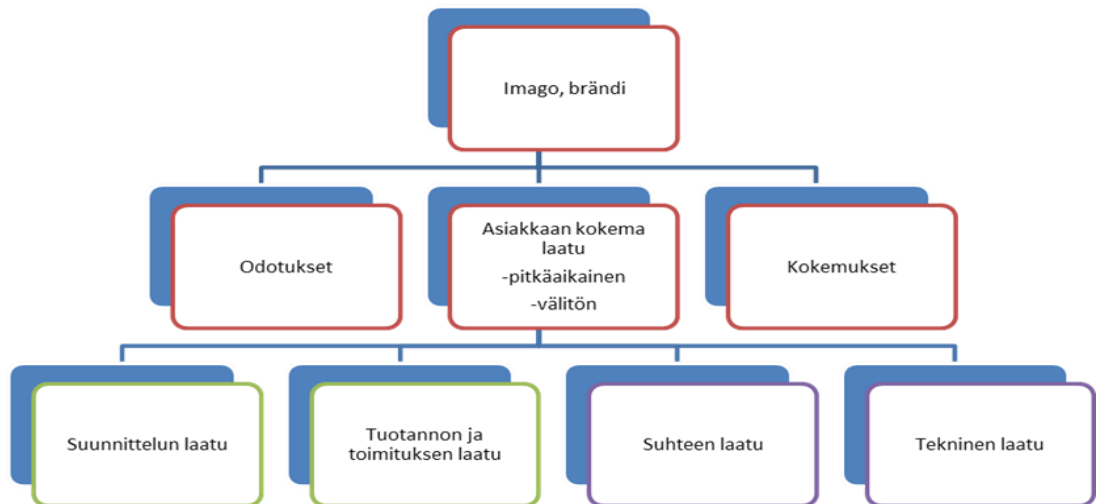 Imago, brändi
Odotukset
Asiakkaan kokema
laatu
-pitkäaikainen
-välitön
Kokemukset
Suunnittelun laatu
Tuotannon ja
toimituksen laatu
Suhteen laatu
Tekninen laatu